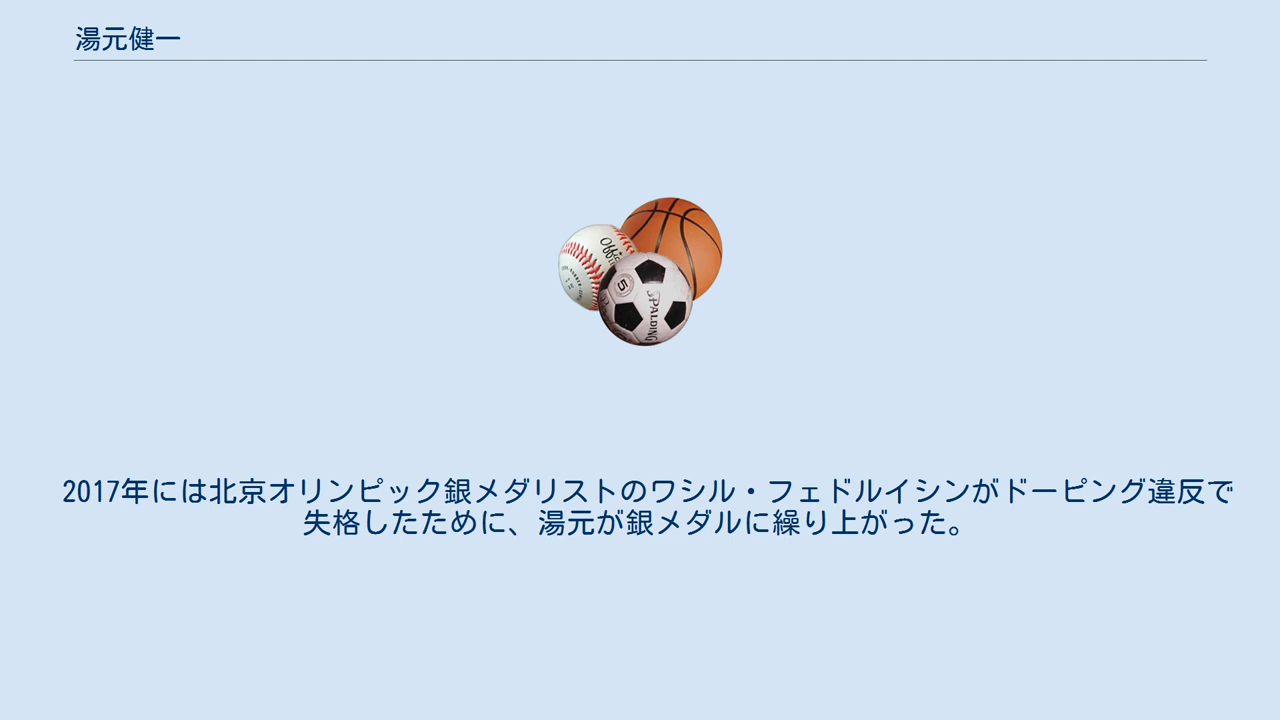 湯元健一
Offi
5
SPALDING
2017年には北京オリンピック銀メダリストのワシル・フェドルイシンがドーピング違反で
失格したために、湯元が銀メダルに繰り上がった。